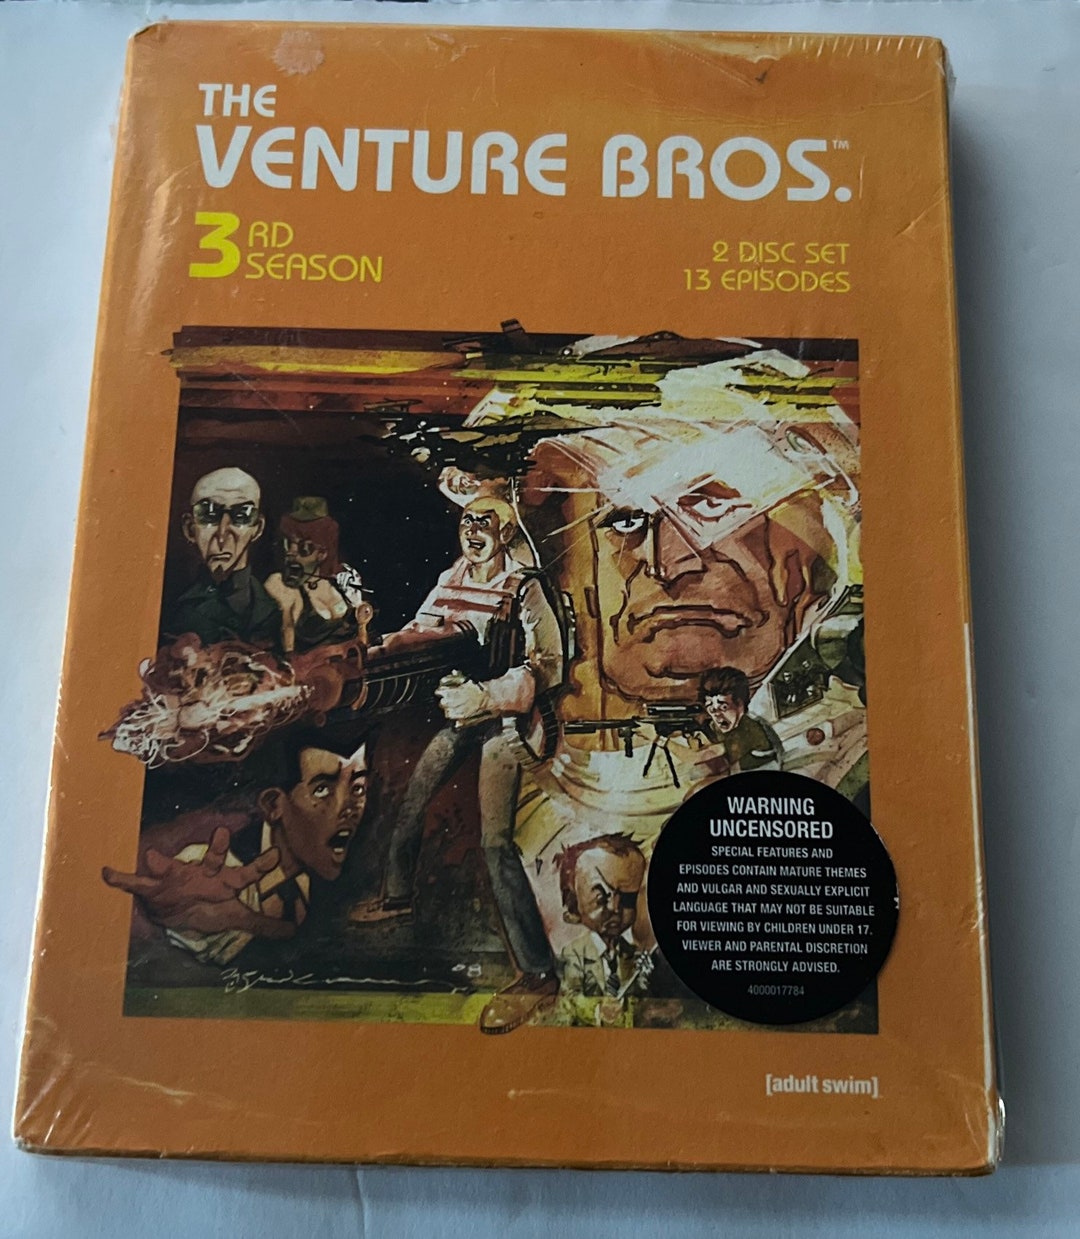 THE
VENTURE BROS.™
3RD
SEASON
2 DISC SET
13 EPISODES
WARNING
UNCENSORED
SPECIAL FEATURES AND
EPISODES CONTAIN MATURE THEMES
AND VULGAR AND SEXUALLY EXPLICIT
LANGUAGE THAT MAY NOT BE SUITABLE
FOR VIEWING BY CHILDREN UNDER 17.
VIEWER AND PARENTAL DISCRETION
ARE STRONGLY ADVISED.
4000017784
[adult swim]